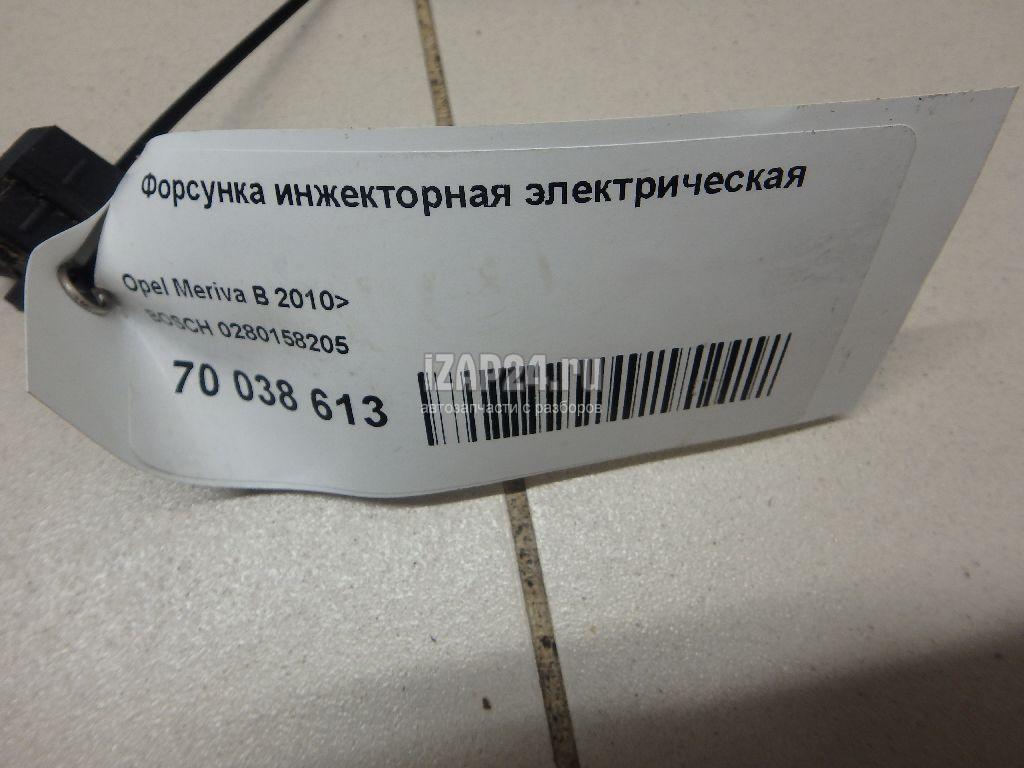 Форсунка инжекторная электрическая
Opel Meriva B 2010>
BOSCH 0280158205
70 038 613
iZAP24.ru
автозапчасти с разборов